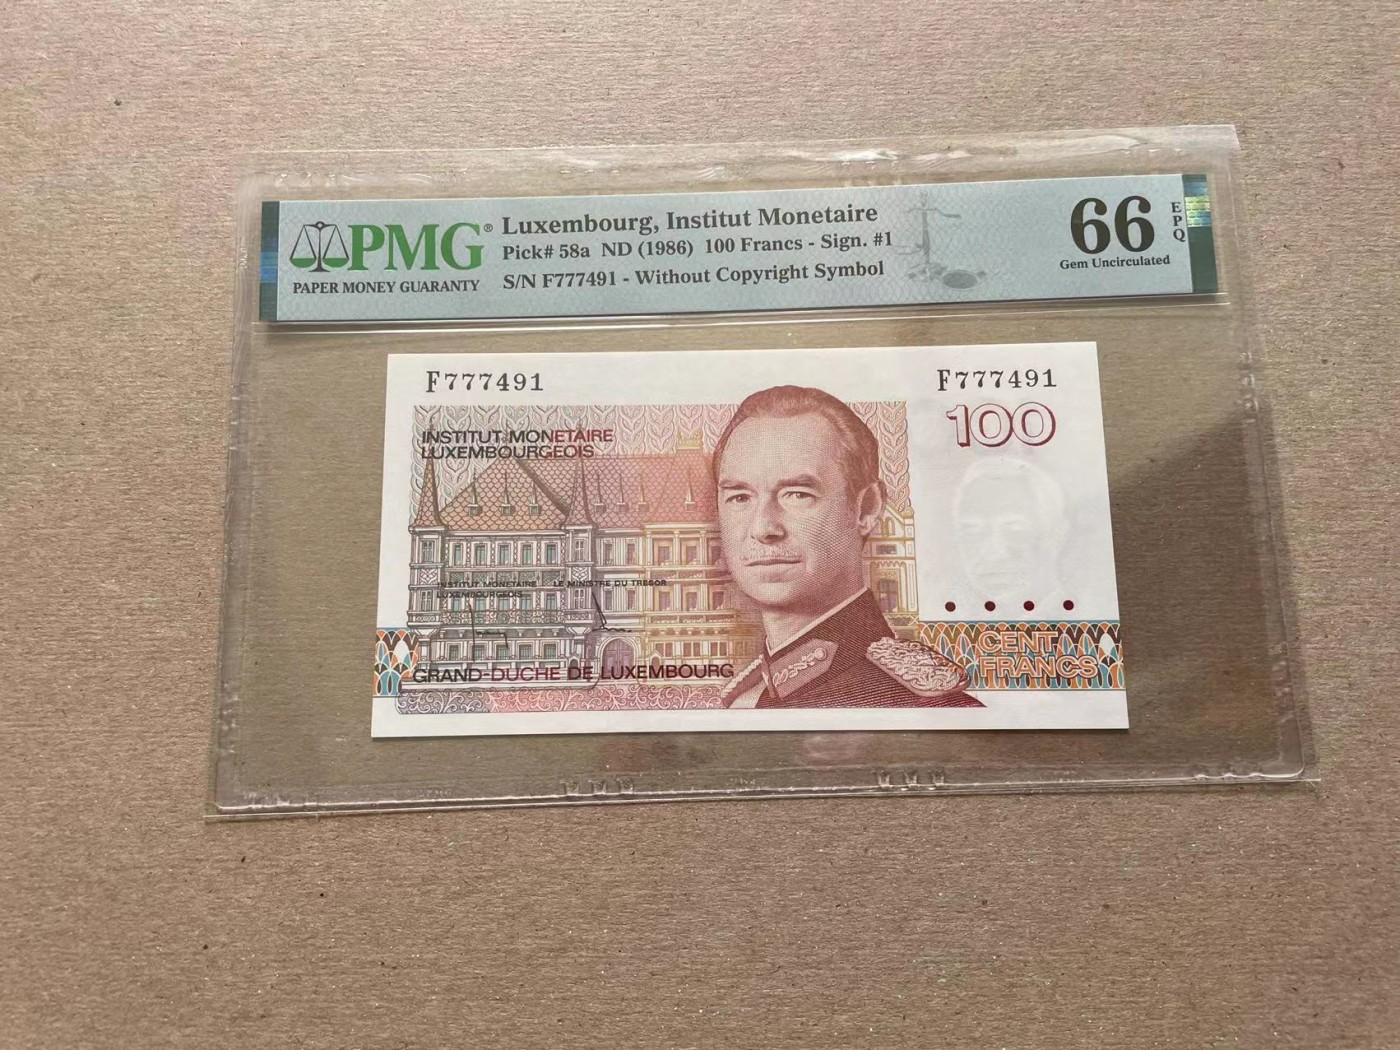 PMG®
PAPER MONEY GUARANTY
Luxembourg, Institut Monetaire
Pick# 58a ND (1986) 100 Francs - Sign. #1
S/N F777491 - Without Copyright Symbol
66
EPQ
Gem Uncirculated
F777491
F777491
100
INSTITUT MONETAIRE
LUXEMBOURGEOIS
INSTITUT MONETAIRE
LUXEMBOURGEOIS
LE MINISTRE DU TRESOR
GRAND-DUCHE DE LUXEMBOURG
CENT
FRANCS